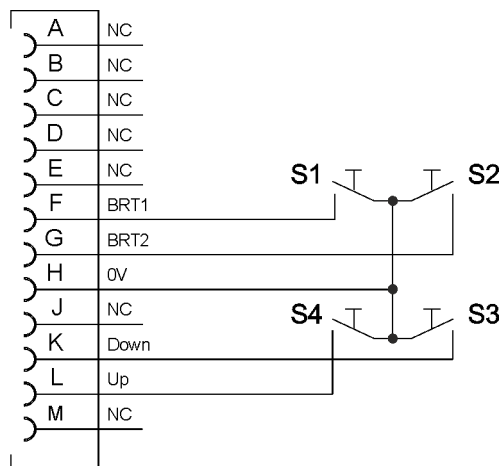 A NC
B NC
C NC
D NC
E NC
S1 S2
F BRT1
G BRT2
H 0V
J NC
S4 S3
K Down
L Up
M NC